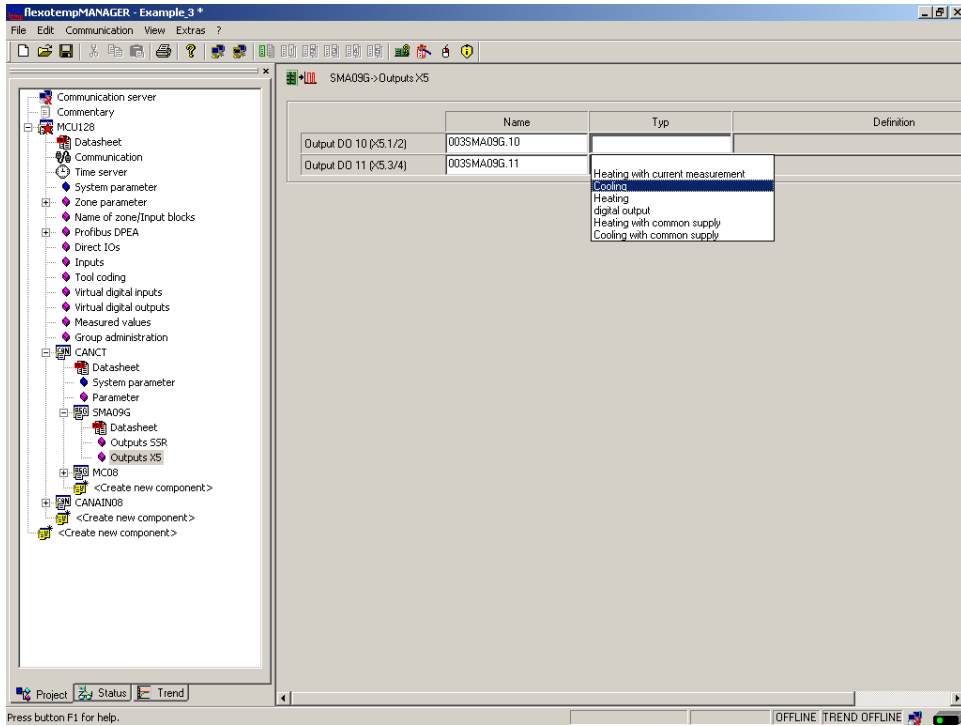 flexotempMANAGER - Example_3 *
File Edit Communication View Extras ?
SMA09G->Outputs X5
Communication server
Commentary
MCU128
Datasheet
Communication
Time server
System parameter
Zone parameter
Name of zone/Input blocks
Profibus DPEA
Direct IOs
Inputs
Tool coding
Virtual digital inputs
Virtual digital outputs
Measured values
Group administration
CANCT
Datasheet
System parameter
Parameter
SMA09G
Datasheet
Outputs SSR
Outputs X5
MC08
<Create new component>
CANAIN08
<Create new component>
<Create new component>
Name Typ Definition
Output DO 10 (X5.1/2) 003SMA09G.10
Output DO 11 (X5.3/4) 003SMA09G.11
Heating with current measurement
Cooling
Heating
digital output
Heating with common supply
Cooling with common supply
Project Status Trend
Press button F1 for help.
OFFLINE TREND OFFLINE